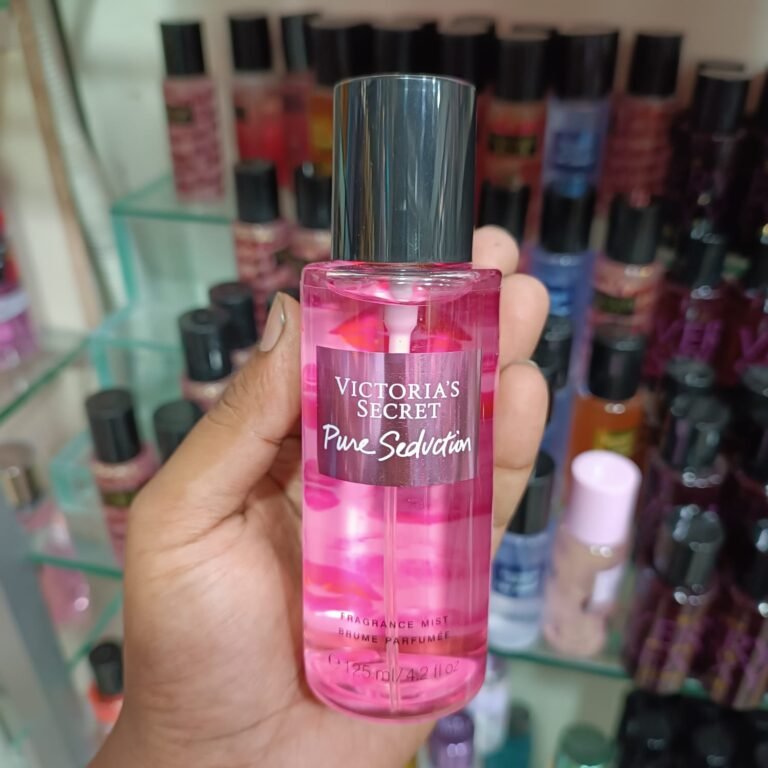 VICTORIA'S
SECRET
Pure Seduction
FRAGRANCE MIST
BRUME PARFUMÉE
℮ 125 ml/4.2 fl oz